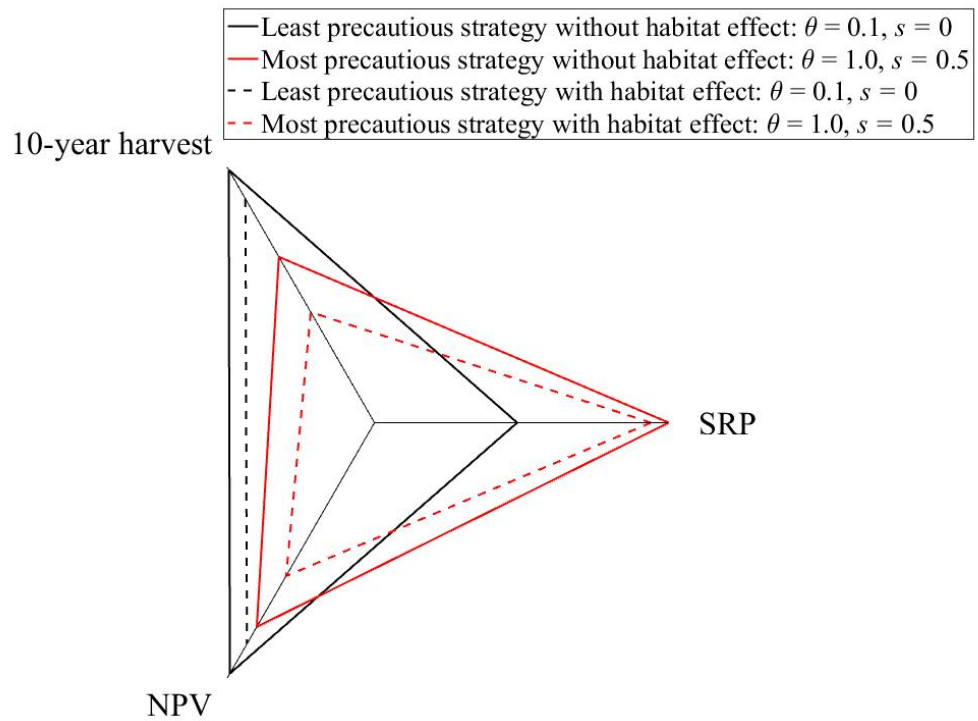 Least precautious strategy without habitat effect: θ = 0.1, s = 0
Most precautious strategy without habitat effect: θ = 1.0, s = 0.5
Least precautious strategy with habitat effect: θ = 0.1, s = 0
Most precautious strategy with habitat effect: θ = 1.0, s = 0.5
10-year harvest
SRP
NPV